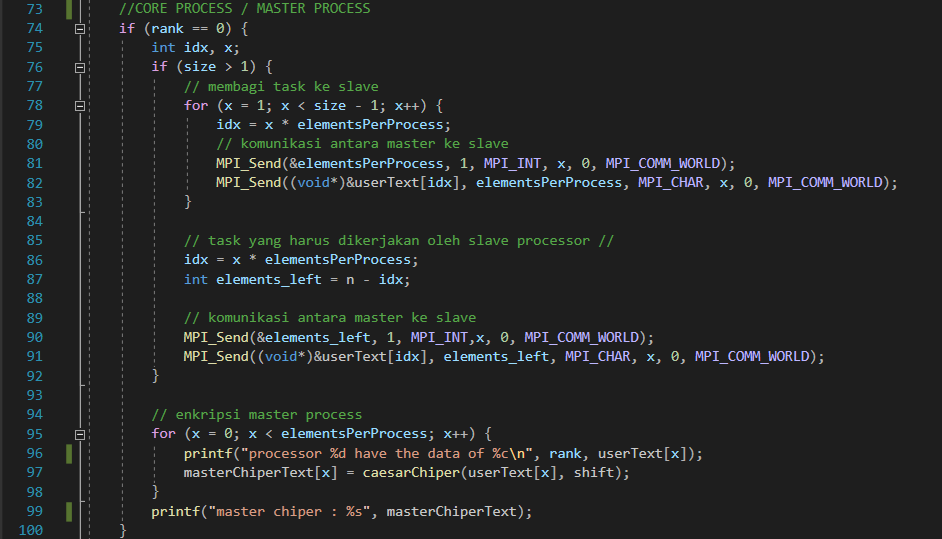 73 //CORE PROCESS / MASTER PROCESS
74 if (rank == 0) {
75 int idx, x;
76 if (size > 1) {
77 // membagi task ke slave
78 for (x = 1; x < size - 1; x++) {
79 idx = x * elementsPerProcess;
80 // komunikasi antara master ke slave
81 MPI_Send(&elementsPerProcess, 1, MPI_INT, x, 0, MPI_COMM_WORLD);
82 MPI_Send((void*)&userText[idx], elementsPerProcess, MPI_CHAR, x, 0, MPI_COMM_WORLD);
83 }
84
85 // task yang harus dikerjakan oleh slave processor //
86 idx = x * elementsPerProcess;
87 int elements_left = n - idx;
88
89 // komunikasi antara master ke slave
90 MPI_Send(&elements_left, 1, MPI_INT,x, 0, MPI_COMM_WORLD);
91 MPI_Send((void*)&userText[idx], elements_left, MPI_CHAR, x, 0, MPI_COMM_WORLD);
92 }
93
94 // enkripsi master process
95 for (x = 0; x < elementsPerProcess; x++) {
96 printf("processor %d have the data of %c\n", rank, userText[x]);
97 masterChiperText[x] = caesarChiper(userText[x], shift);
98 }
99 printf("master chiper : %s", masterChiperText);
100 }